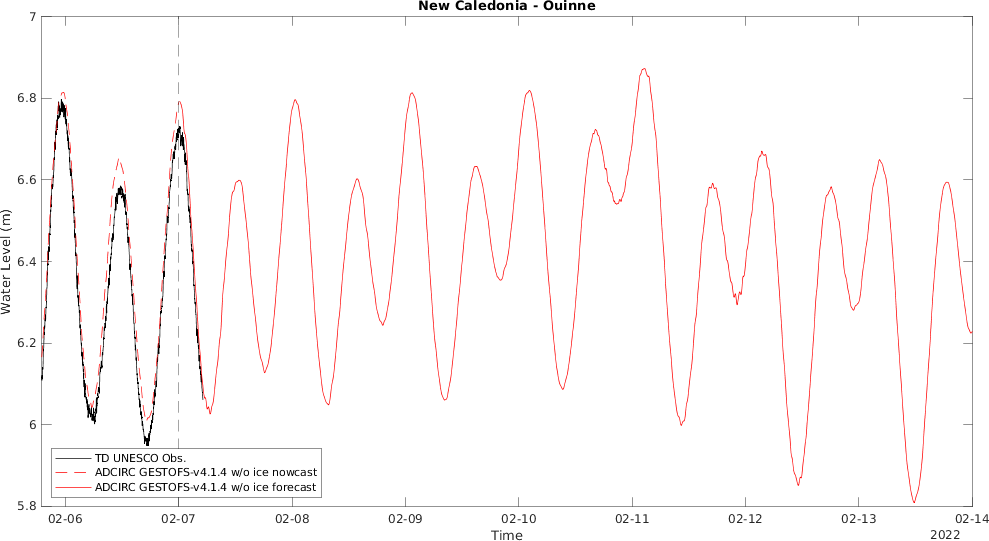 New Caledonia - Ouinne
7
6.8
6.6
6.4
6.2
6
5.8
Water Level (m)
TD UNESCO Obs.
ADCIRC GESTOFS-v4.1.4 w/o ice nowcast
ADCIRC GESTOFS-v4.1.4 w/o ice forecast
02-06 02-07 02-08 02-09 02-10 02-11 02-12 02-13 02-14
Time
2022